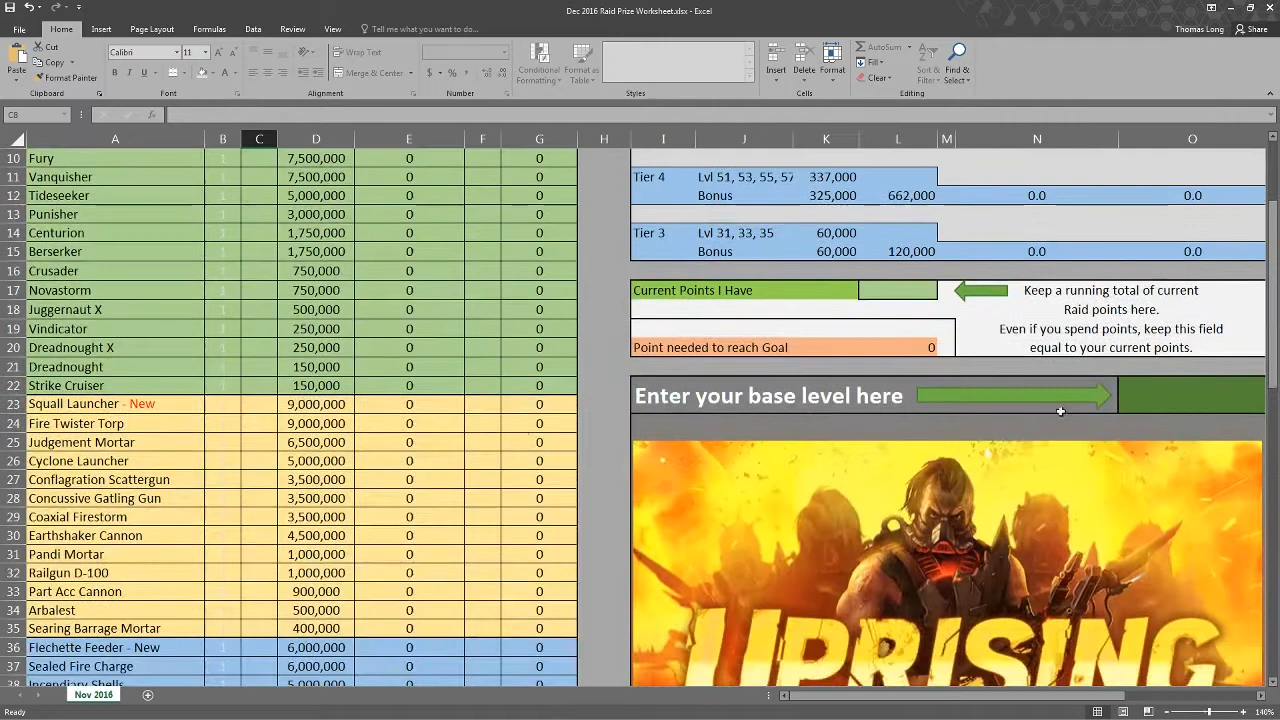 Dec 2016 Raid Prize Worksheet.xlsx - Excel
File Home Insert Page Layout Formulas Data Review View Tell me what you want to do... Thomas Long Share
Paste Cut Copy Format Painter Clipboard
Calibri 11 A A B I U A Font
Wrap Text Merge & Center Alignment
$ % Number
Conditional Formatting Format as Table Styles
Insert Delete Format Cells
AutoSum Fill Clear Sort & Filter Find & Select Editing
C8 fx
A B C D E F G H I J K L M N O
10 Fury 1 7,500,000 0 0
11 Vanquisher 1 7,500,000 0 0 Tier 4 Lvl 51, 53, 55, 57 337,000
12 Tideseeker 1 5,000,000 0 0 Bonus 325,000 662,000 0.0 0.0
13 Punisher 1 3,000,000 0 0
14 Centurion 1 1,750,000 0 0 Tier 3 Lvl 31, 33, 35 60,000
15 Berserker 1 1,750,000 0 0 Bonus 60,000 120,000 0.0 0.0
16 Crusader 1 750,000 0 0
17 Novastorm 1 750,000 0 0 Current Points I Have Keep a running total of current
18 Juggernaut X 1 500,000 0 0 Raid points here.
19 Vindicator 1 250,000 0 0 Even if you spend points, keep this field
20 Dreadnought X 1 250,000 0 0 Point needed to reach Goal 0 equal to your current points.
21 Dreadnought 1 150,000 0 0
22 Strike Cruiser 1 150,000 0 0 Enter your base level here
23 Squall Launcher - New 9,000,000 0 0
24 Fire Twister Torp 9,000,000 0 0
25 Judgement Mortar 6,500,000 0 0
26 Cyclone Launcher 5,000,000 0 0
27 Conflagration Scattergun 3,500,000 0 0
28 Concussive Gatling Gun 3,500,000 0 0
29 Coaxial Firestorm 3,500,000 0 0
30 Earthshaker Cannon 4,500,000 0 0
31 Pandi Mortar 1,000,000 0 0
32 Railgun D-100 1,000,000 0 0
33 Part Acc Cannon 900,000 0 0
34 Arbalest 500,000 0 0
35 Searing Barrage Mortar 400,000 0 0
36 Flechette Feeder - New 1 6,000,000 0 0
37 Sealed Fire Charge 1 6,000,000 0 0
38 Incendiary Shells 5,000,000 0 0
UPRISING
Nov 2016
Ready 140%